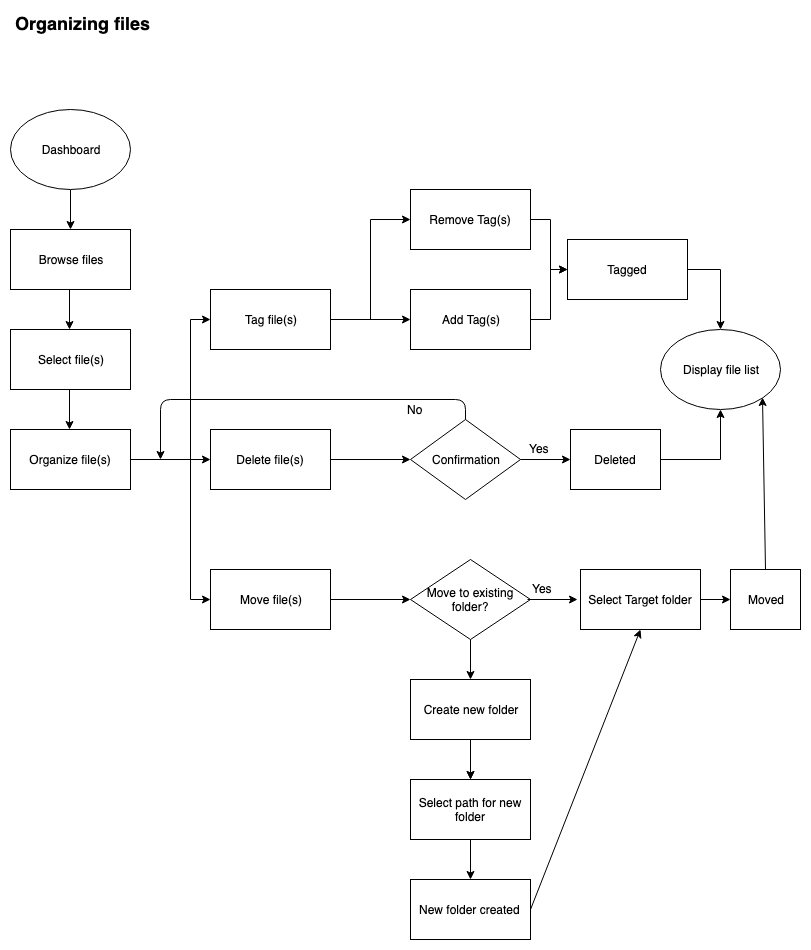 Organizing files
Dashboard
Browse files
Select file(s)
Organize file(s)
Tag file(s)
Remove Tag(s)
Add Tag(s)
Tagged
Display file list
No
Delete file(s)
Confirmation
Yes
Deleted
Move file(s)
Move to existing
folder?
Yes
Select Target folder
Moved
Create new folder
Select path for new
folder
New folder created